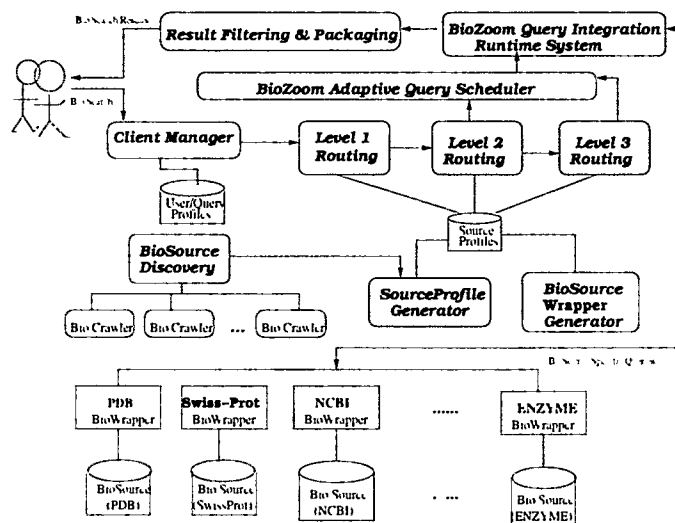 Result Filtering & Packaging
BioZoom Query Integration
Runtime System
BioZoom Adaptive Query Scheduler
BioSearch
Client Manager
Level 1
Routing
Level 2
Routing
Level 3
Routing
User/Query
Profiles
Source
Profiles
BioSource
Discovery
SourceProfile
Generator
BioSource
Wrapper
Generator
Bio Crawler
Bio Crawler
...
Bio Crawler
PDB
BioWrapper
Swiss-Prot
BioWrapper
NCBI
BioWrapper
......
ENZYME
BioWrapper
Bio Source
(PDB)
Bio Source
(SwissProt)
Bio Source
(NCBI)
Bio Source
(ENZYME)